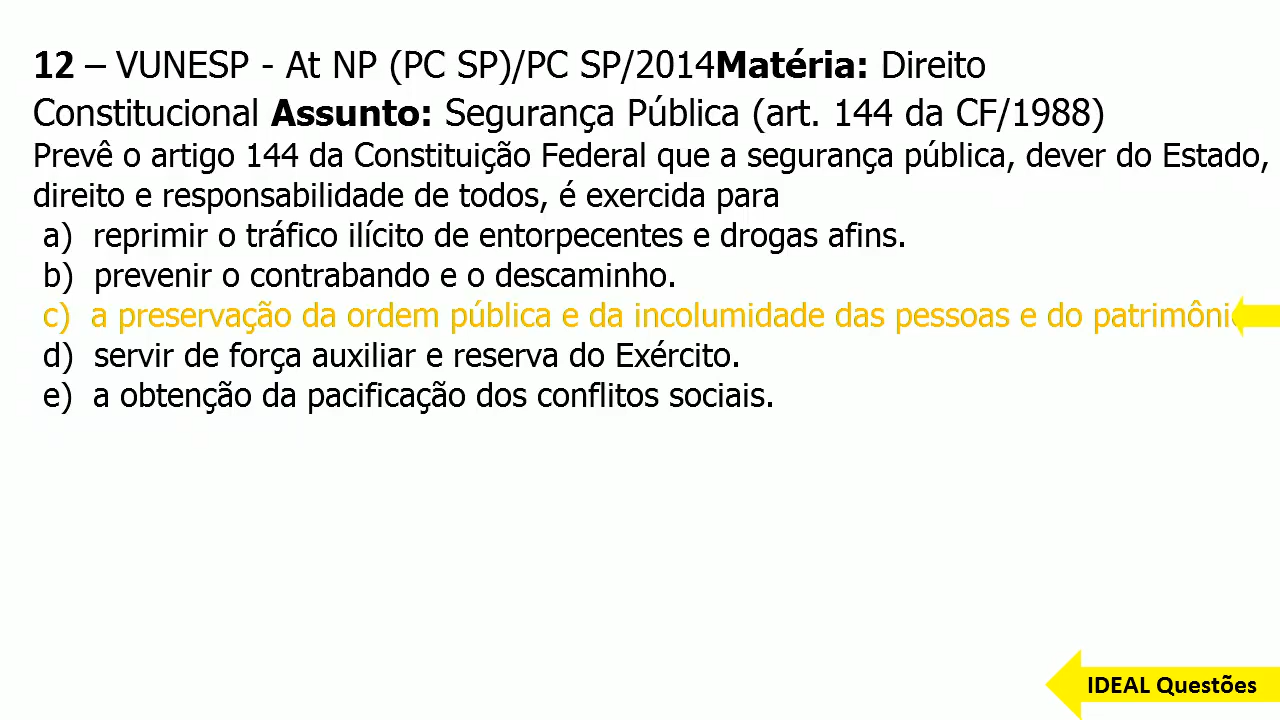 12 – VUNESP - At NP (PC SP)/PC SP/2014Matéria: Direito
Constitucional Assunto: Segurança Pública (art. 144 da CF/1988)
Prevê o artigo 144 da Constituição Federal que a segurança pública, dever do Estado,
direito e responsabilidade de todos, é exercida para
a) reprimir o tráfico ilícito de entorpecentes e drogas afins.
b) prevenir o contrabando e o descaminho.
c) a preservação da ordem pública e da incolumidade das pessoas e do patrimônio
d) servir de força auxiliar e reserva do Exército.
e) a obtenção da pacificação dos conflitos sociais.
IDEAL Questões